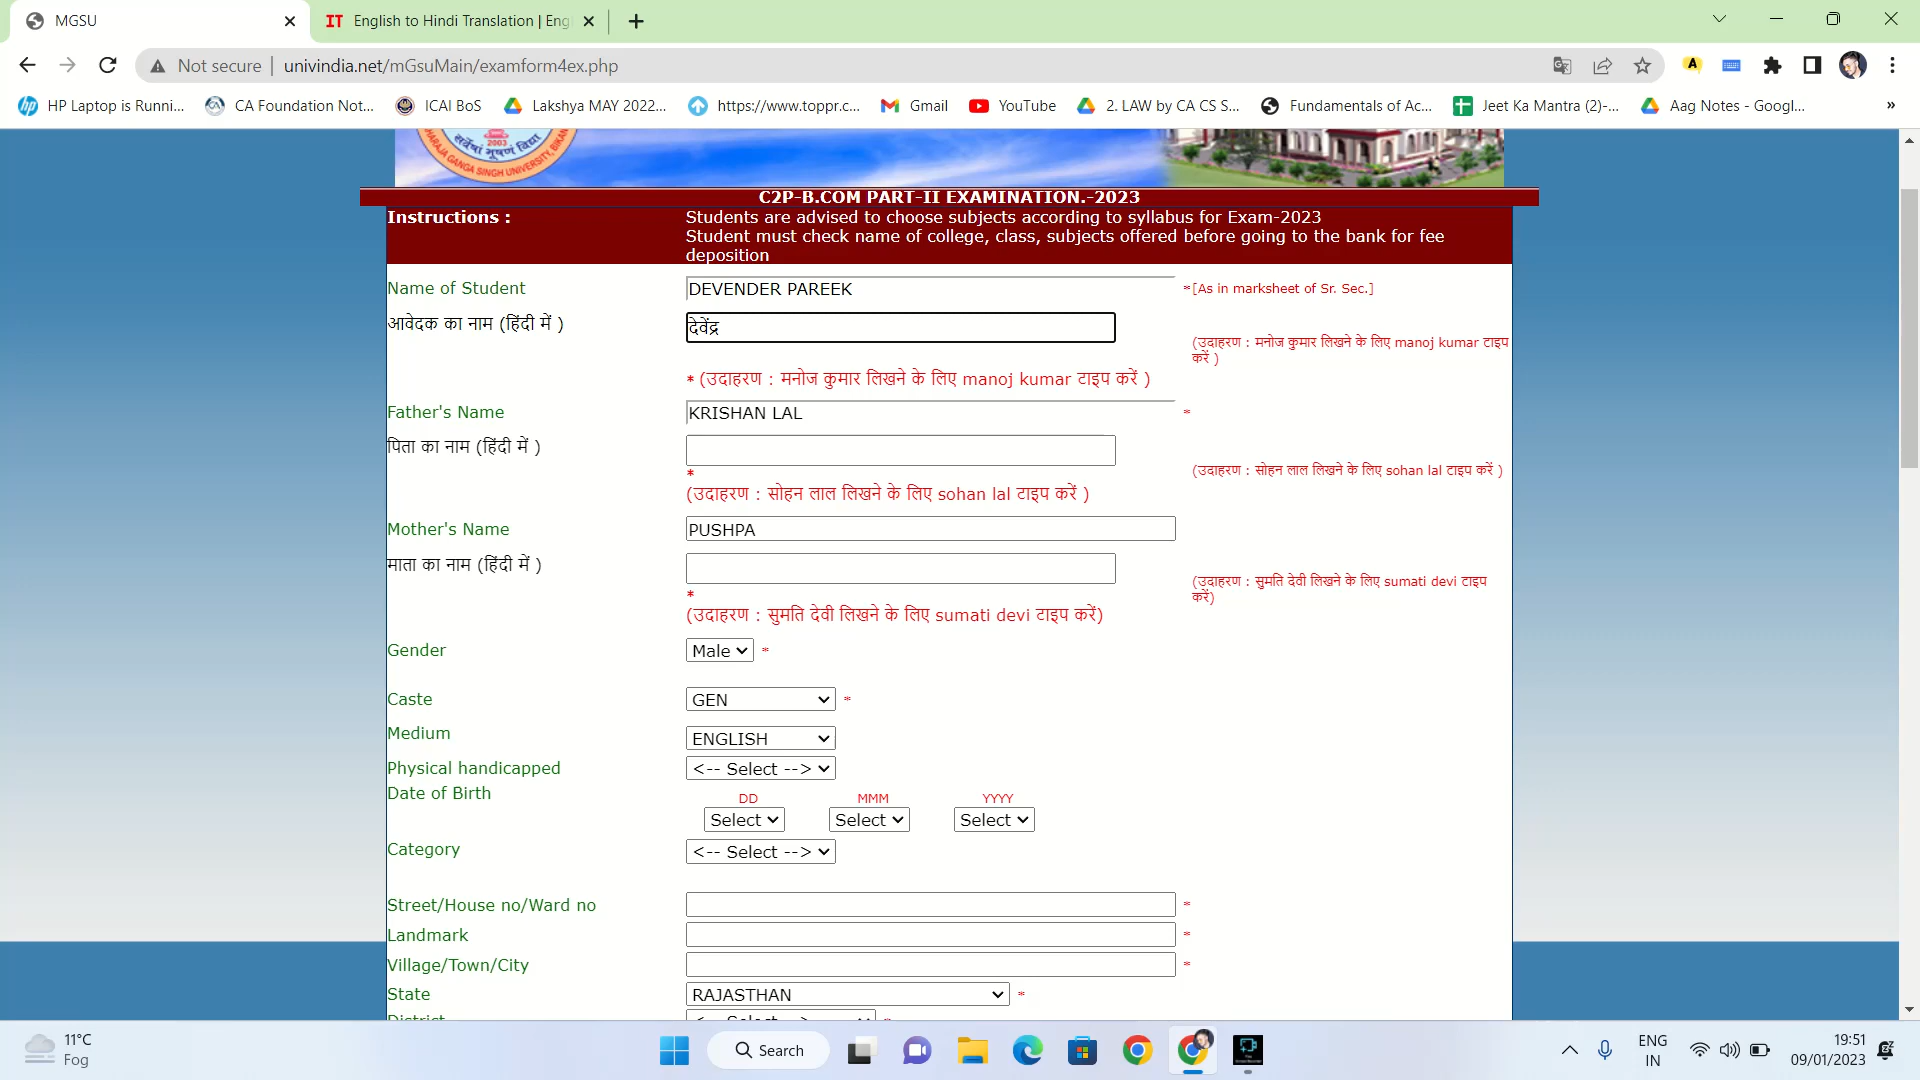 MGSU
IT English to Hindi Translation | Eng
Not secure univindia.net/mGsuMain/examform4ex.php
HP Laptop is Runni... CA Foundation Not... ICAI BoS Lakshya MAY 2022... https://www.toppr.c... Gmail YouTube 2. LAW by CA CS S... Fundamentals of Ac... Jeet Ka Mantra (2)-... Aag Notes - Googl... »
2003
सर्वेषां भूषणं विद्या
GANGA SINGH UNIVERSITY,
C2P-B.COM PART-II EXAMINATION.-2023
Instructions : Students are advised to choose subjects according to syllabus for Exam-2023
Student must check name of college, class, subjects offered before going to the bank for fee
deposition
Name of Student DEVENDER PAREEK *[As in marksheet of Sr. Sec.]
आवेदक का नाम (हिंदी में ) देवेंद्र
(उदाहरण : मनोज कुमार लिखने के लिए manoj kumar टाइप
करें )
* (उदाहरण : मनोज कुमार लिखने के लिए manoj kumar टाइप करें )
Father's Name KRISHAN LAL *
पिता का नाम (हिंदी में )
*
(उदाहरण : सोहन लाल लिखने के लिए sohan lal टाइप करें )
(उदाहरण : सोहन लाल लिखने के लिए sohan lal टाइप करें )
Mother's Name PUSHPA
माता का नाम (हिंदी में )
(उदाहरण : सुमति देवी लिखने के लिए sumati devi टाइप
करें)
*
(उदाहरण : सुमति देवी लिखने के लिए sumati devi टाइप करें)
Gender Male *
Caste GEN *
Medium ENGLISH
Physical handicapped <-- Select -->
Date of Birth DD MMM YYYY
Select Select Select
Category <-- Select -->
Street/House no/Ward no *
Landmark *
Village/Town/City *
State RAJASTHAN *
District <-- Select --> *
11°C
Fog
Search
ENG
IN
19:51
09/01/2023